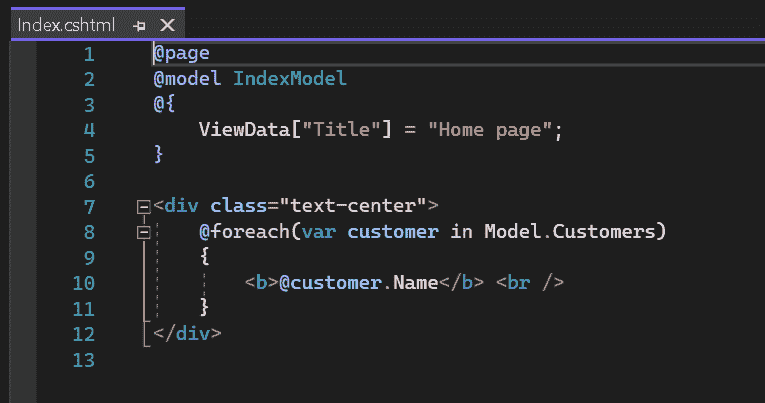 Index.cshtml
1 @page
2 @model IndexModel
3 @{
4 ViewData["Title"] = "Home page";
5 }
6
7 <div class="text-center">
8 @foreach(var customer in Model.Customers)
9 {
10 <b>@customer.Name</b> <br />
11 }
12 </div>
13